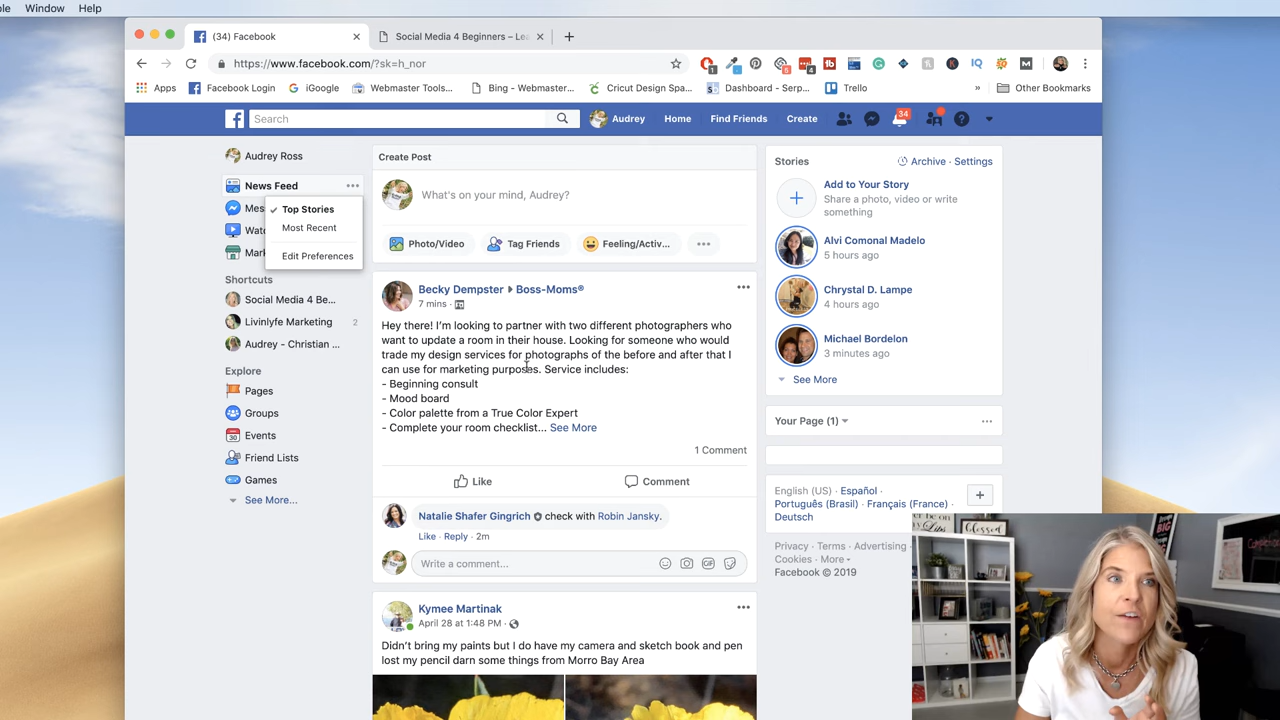 ple Window Help
(34) Facebook
Social Media 4 Beginners – Lea
https://www.facebook.com/?sk=h_nor
Apps
Facebook Login
iGoogle
Webmaster Tools...
Bing - Webmaster...
Cricut Design Spa...
Dashboard - Serp...
Trello
»
Other Bookmarks
Search
Audrey
Home
Find Friends
Create
34
Audrey Ross
News Feed
Mes
Top Stories
Most Recent
Wat
Mark
Edit Preferences
Shortcuts
Social Media 4 Be...
Livinlyfe Marketing 2
Audrey - Christian ...
Explore
Pages
Groups
Events
Friend Lists
Games
See More...
Create Post
What's on your mind, Audrey?
Photo/Video
Tag Friends
Feeling/Activ...
Becky Dempster Boss-Moms®
7 mins ·
Hey there! I'm looking to partner with two different photographers who
want to update a room in their house. Looking for someone who would
trade my design services for photographs of the before and after that I
can use for marketing purposes. Service includes:
- Beginning consult
- Mood board
- Color palette from a True Color Expert
- Complete your room checklist... See More
1 Comment
Like
Comment
Natalie Shafer Gingrich check with Robin Jansky.
Like · Reply · 2m
Write a comment...
GIF
Kymee Martinak
April 28 at 1:48 PM ·
Didn't bring my paints but I do have my camera and sketch book and pen
lost my pencil darn some things from Morro Bay Area
Stories
Archive · Settings
Add to Your Story
Share a photo, video or write
something
Alvi Comonal Madelo
5 hours ago
Chrystal D. Lampe
4 hours ago
Michael Bordelon
3 minutes ago
See More
Your Page (1)
English (US) · Español ·
Português (Brasil) · Français (France) ·
Deutsch
Privacy · Terms · Advertising
Cookies · More
Facebook © 2019
Blessed
BIG